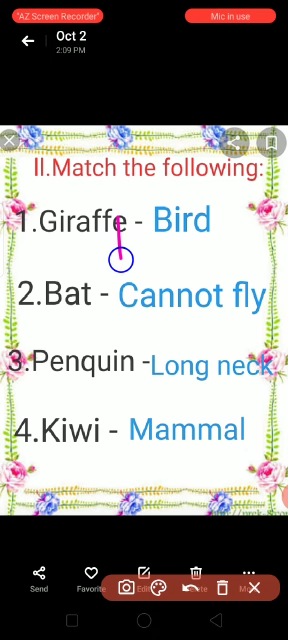 "AZ Screen Recorder"
Mic in use
Oct 2
2:09 PM
II.Match the following:
1.Giraffe - Bird
2.Bat - Cannot fly
3.Penquin -Long neck
4.Kiwi - Mammal
Send
Favorite
Edit